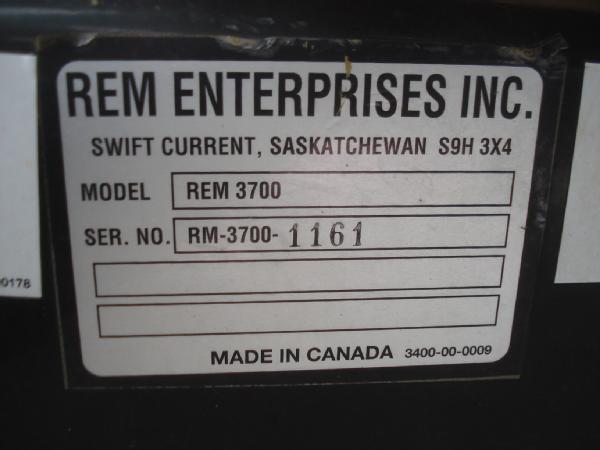 REM ENTERPRISES INC.
SWIFT CURRENT, SASKATCHEWAN S9H 3X4
MODEL REM 3700
SER. NO. RM-3700-1161
MADE IN CANADA 3400-00-0009